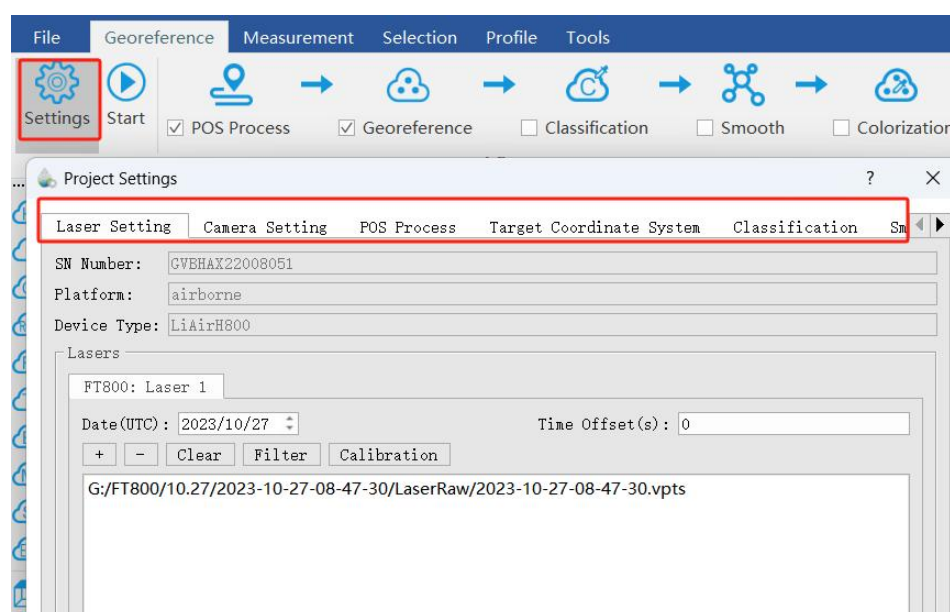 File Georeference Measurement Selection Profile Tools
Settings Start POS Process Georeference Classification Smooth Colorization
Project Settings ? ×
Laser Setting Camera Setting POS Process Target Coordinate System Classification Sm
SN Number: GVBHAX22008051
Platform: airborne
Device Type: LiAirH800
Lasers
FT800: Laser 1
Date(UTC): 2023/10/27 Time Offset(s): 0
+ - Clear Filter Calibration
G:/FT800/10.27/2023-10-27-08-47-30/LaserRaw/2023-10-27-08-47-30.vpts